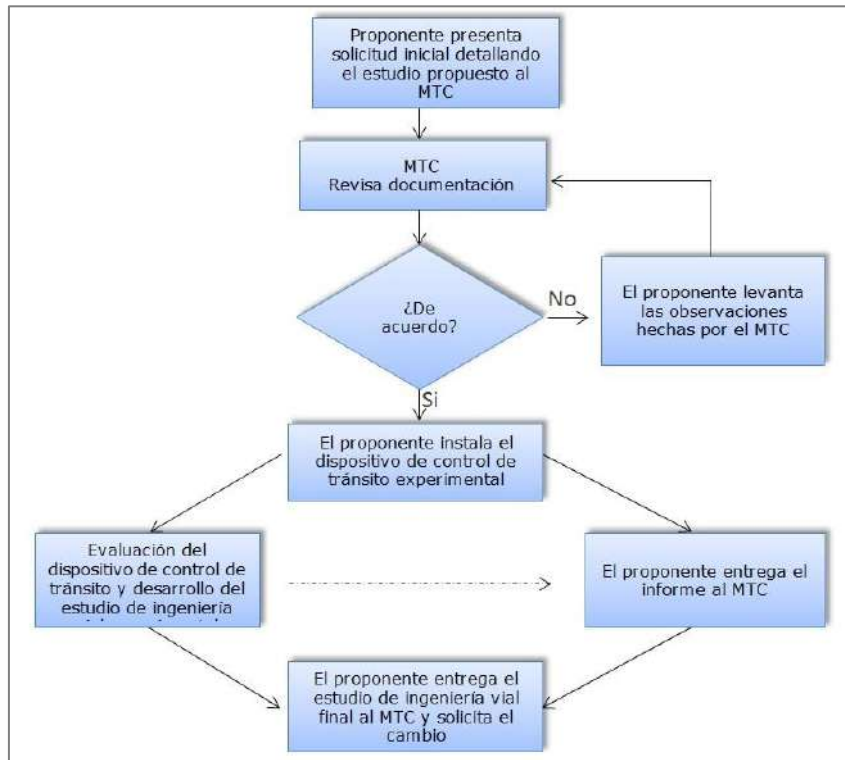 Proponente presenta
solicitud inicial detallando
el estudio propuesto al
MTC
MTC
Revisa documentación
¿De
acuerdo?
No
El proponente levanta
las observaciones
hechas por el MTC
Si
El proponente instala el
dispositivo de control de
tránsito experimental
Evaluación del
dispositivo de control de
tránsito y desarrollo del
estudio de ingeniería
El proponente entrega el
informe al MTC
El proponente entrega el
estudio de ingeniería vial
final al MTC y solicita el
cambio